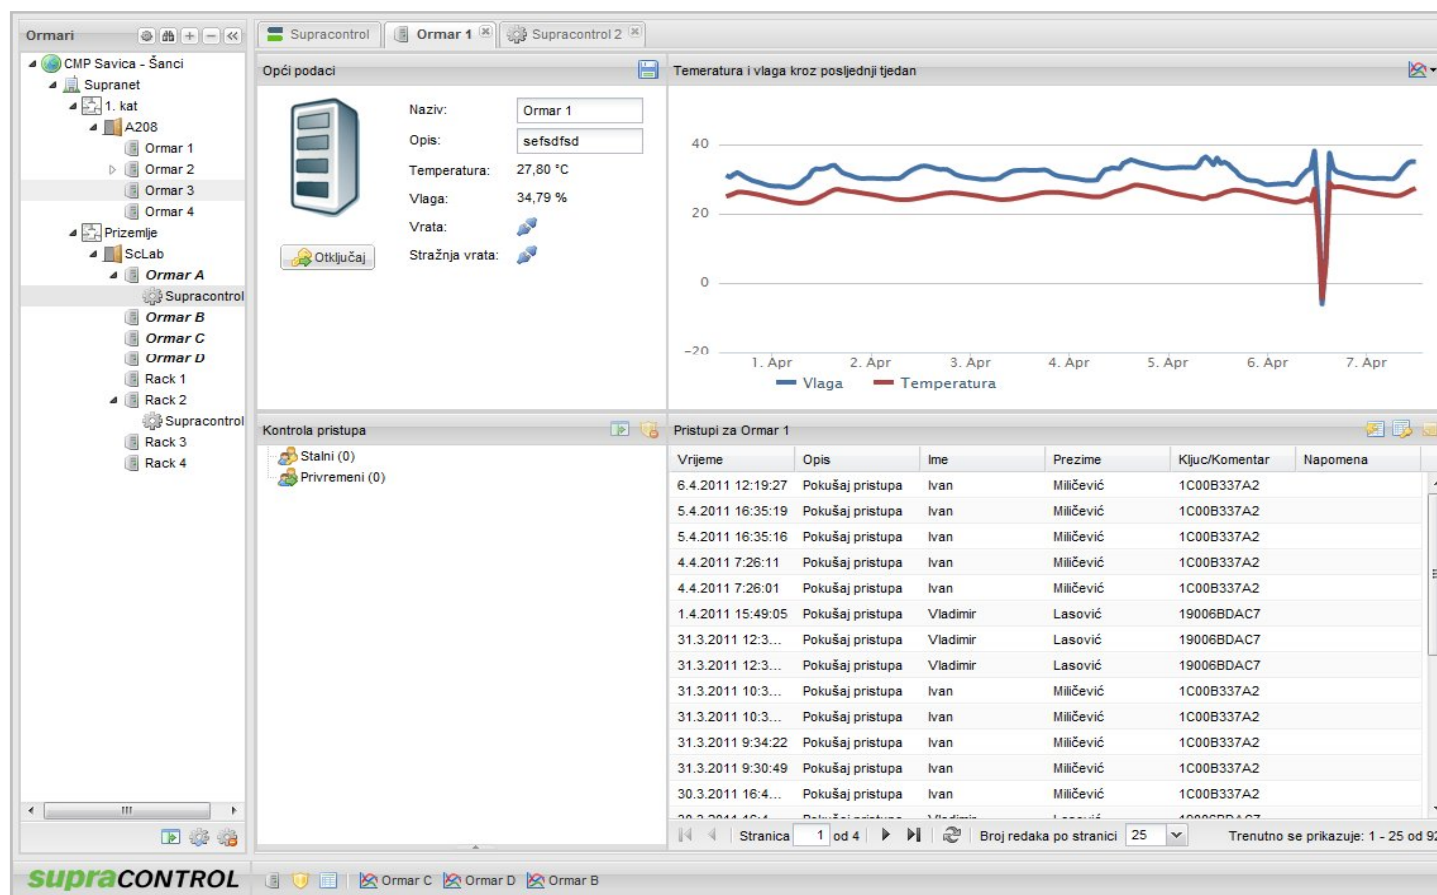 Ormari
Supracontrol
Ormar 1
Supracontrol 2
CMP Savica - Šanci
Supranet
1. kat
A208
Ormar 1
Ormar 2
Ormar 3
Ormar 4
Prizemlje
ScLab
Ormar A
Supracontrol
Ormar B
Ormar C
Ormar D
Rack 1
Rack 2
Supracontrol
Rack 3
Rack 4
Opći podaci
Naziv: Ormar 1
Opis: sefsdfsd
Temperatura: 27,80 °C
Vlaga: 34,79 %
Vrata:
Stražnja vrata:
Otključaj
Temeratura i vlaga kroz posljednji tjedan
40
20
0
-20
1. Apr 2. Apr 3. Apr 4. Apr 5. Apr 6. Apr 7. Apr
Vlaga Temperatura
Kontrola pristupa
Stalni (0)
Privremeni (0)
Pristupi za Ormar 1
Vrijeme Opis Ime Prezime Kljuc/Komentar Napomena
6.4.2011 12:19:27 Pokušaj pristupa Ivan Miličević 1C00B337A2
5.4.2011 16:35:19 Pokušaj pristupa Ivan Miličević 1C00B337A2
5.4.2011 16:35:16 Pokušaj pristupa Ivan Miličević 1C00B337A2
4.4.2011 7:26:11 Pokušaj pristupa Ivan Miličević 1C00B337A2
4.4.2011 7:26:01 Pokušaj pristupa Ivan Miličević 1C00B337A2
1.4.2011 15:49:05 Pokušaj pristupa Vladimir Lasović 19006BDAC7
31.3.2011 12:3... Pokušaj pristupa Vladimir Lasović 19006BDAC7
31.3.2011 12:3... Pokušaj pristupa Vladimir Lasović 19006BDAC7
31.3.2011 10:3... Pokušaj pristupa Ivan Miličević 1C00B337A2
31.3.2011 10:3... Pokušaj pristupa Ivan Miličević 1C00B337A2
31.3.2011 9:34:22 Pokušaj pristupa Ivan Miličević 1C00B337A2
31.3.2011 9:30:49 Pokušaj pristupa Ivan Miličević 1C00B337A2
30.3.2011 16:4... Pokušaj pristupa Ivan Miličević 1C00B337A2
Stranica 1 od 4 Broj redaka po stranici 25 Trenutno se prikazuje: 1 - 25 od 92
supraCONTROL
Ormar C Ormar D Ormar B